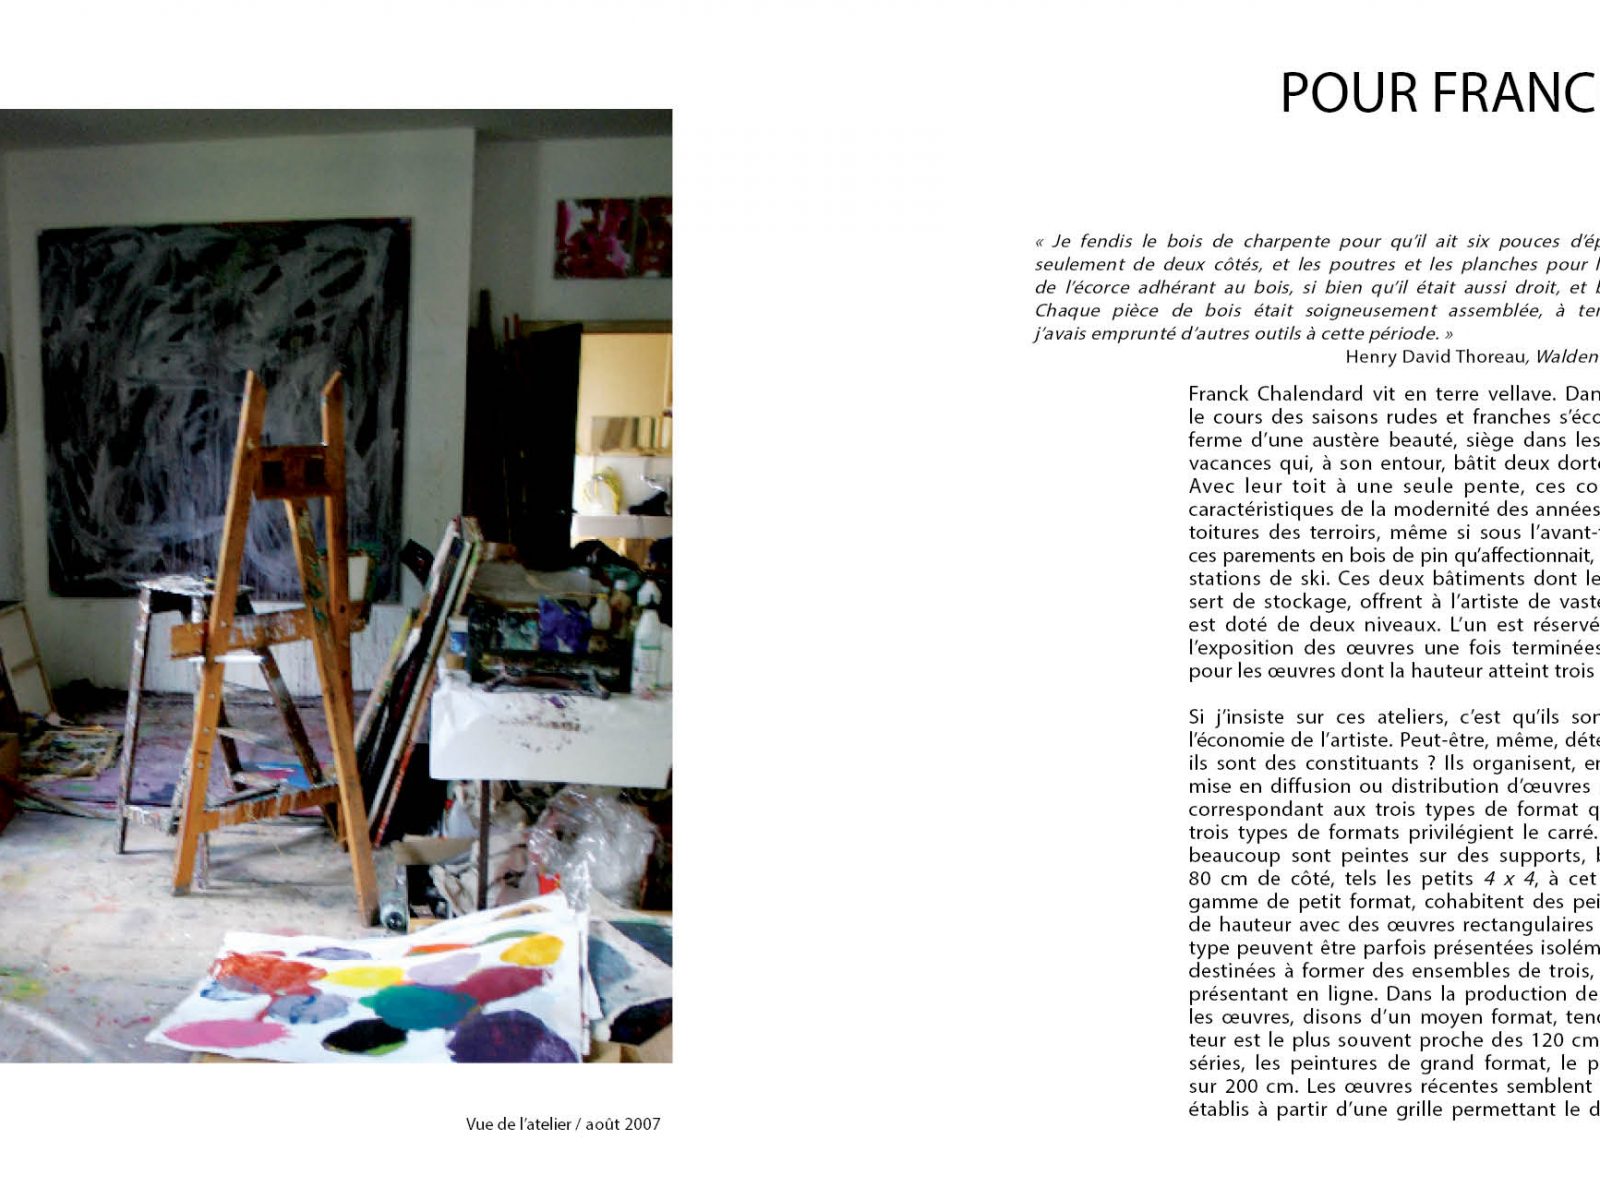 POUR FRANC
« Je fendis le bois de charpente pour qu’il ait six pouces d’ép
seulement de deux côtés, et les poutres et les planches pour l
de l’écorce adhérant au bois, si bien qu’il était aussi droit, et b
Chaque pièce de bois était soigneusement assemblée, à ter
j’avais emprunté d’autres outils à cette période. »
Henry David Thoreau, Walden
Franck Chalendard vit en terre vellave. Dan
le cours des saisons rudes et franches s’éco
ferme d’une austère beauté, siège dans les
vacances qui, à son entour, bâtit deux dorto
Avec leur toit à une seule pente, ces co
caractéristiques de la modernité des années
toitures des terroirs, même si sous l’avant-t
ces parements en bois de pin qu’affectionnait,
stations de ski. Ces deux bâtiments dont le
sert de stockage, offrent à l’artiste de vaste
est doté de deux niveaux. L’un est réservé
l’exposition des œuvres une fois terminées
pour les œuvres dont la hauteur atteint trois
Si j’insiste sur ces ateliers, c’est qu’ils son
l’économie de l’artiste. Peut-être, même, déte
ils sont des constituants ? Ils organisent, en
mise en diffusion ou distribution d’œuvres
correspondant aux trois types de format q
trois types de formats privilégient le carré.
beaucoup sont peintes sur des supports, b
80 cm de côté, tels les petits 4 x 4, à cet
gamme de petit format, cohabitent des pei
de hauteur avec des œuvres rectangulaires
type peuvent être parfois présentées isolém
destinées à former des ensembles de trois,
présentant en ligne. Dans la production de
les œuvres, disons d’un moyen format, tend
teur est le plus souvent proche des 120 cm
séries, les peintures de grand format, le p
sur 200 cm. Les œuvres récentes semblent
établis à partir d’une grille permettant le d
Vue de l’atelier / août 2007